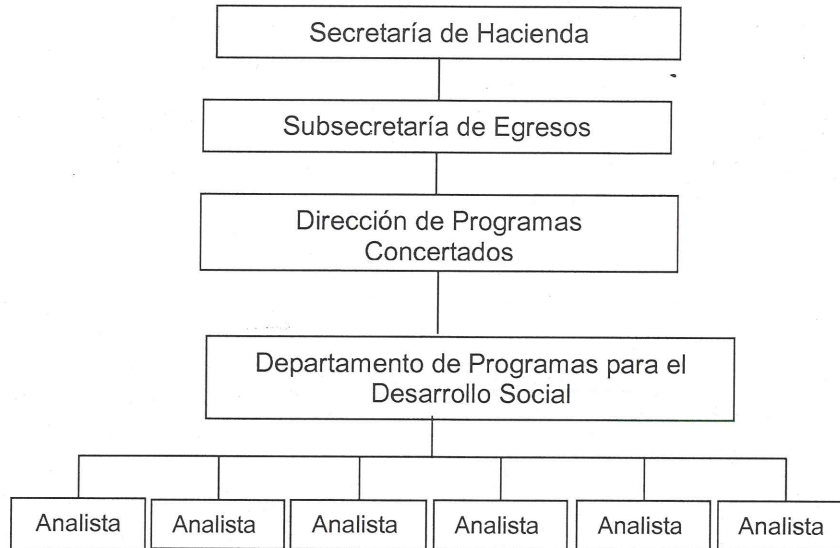 Secretaría de Hacienda
Subsecretaría de Egresos
Dirección de Programas
Concertados
Departamento de Programas para el
Desarrollo Social
Analista Analista Analista Analista Analista Analista